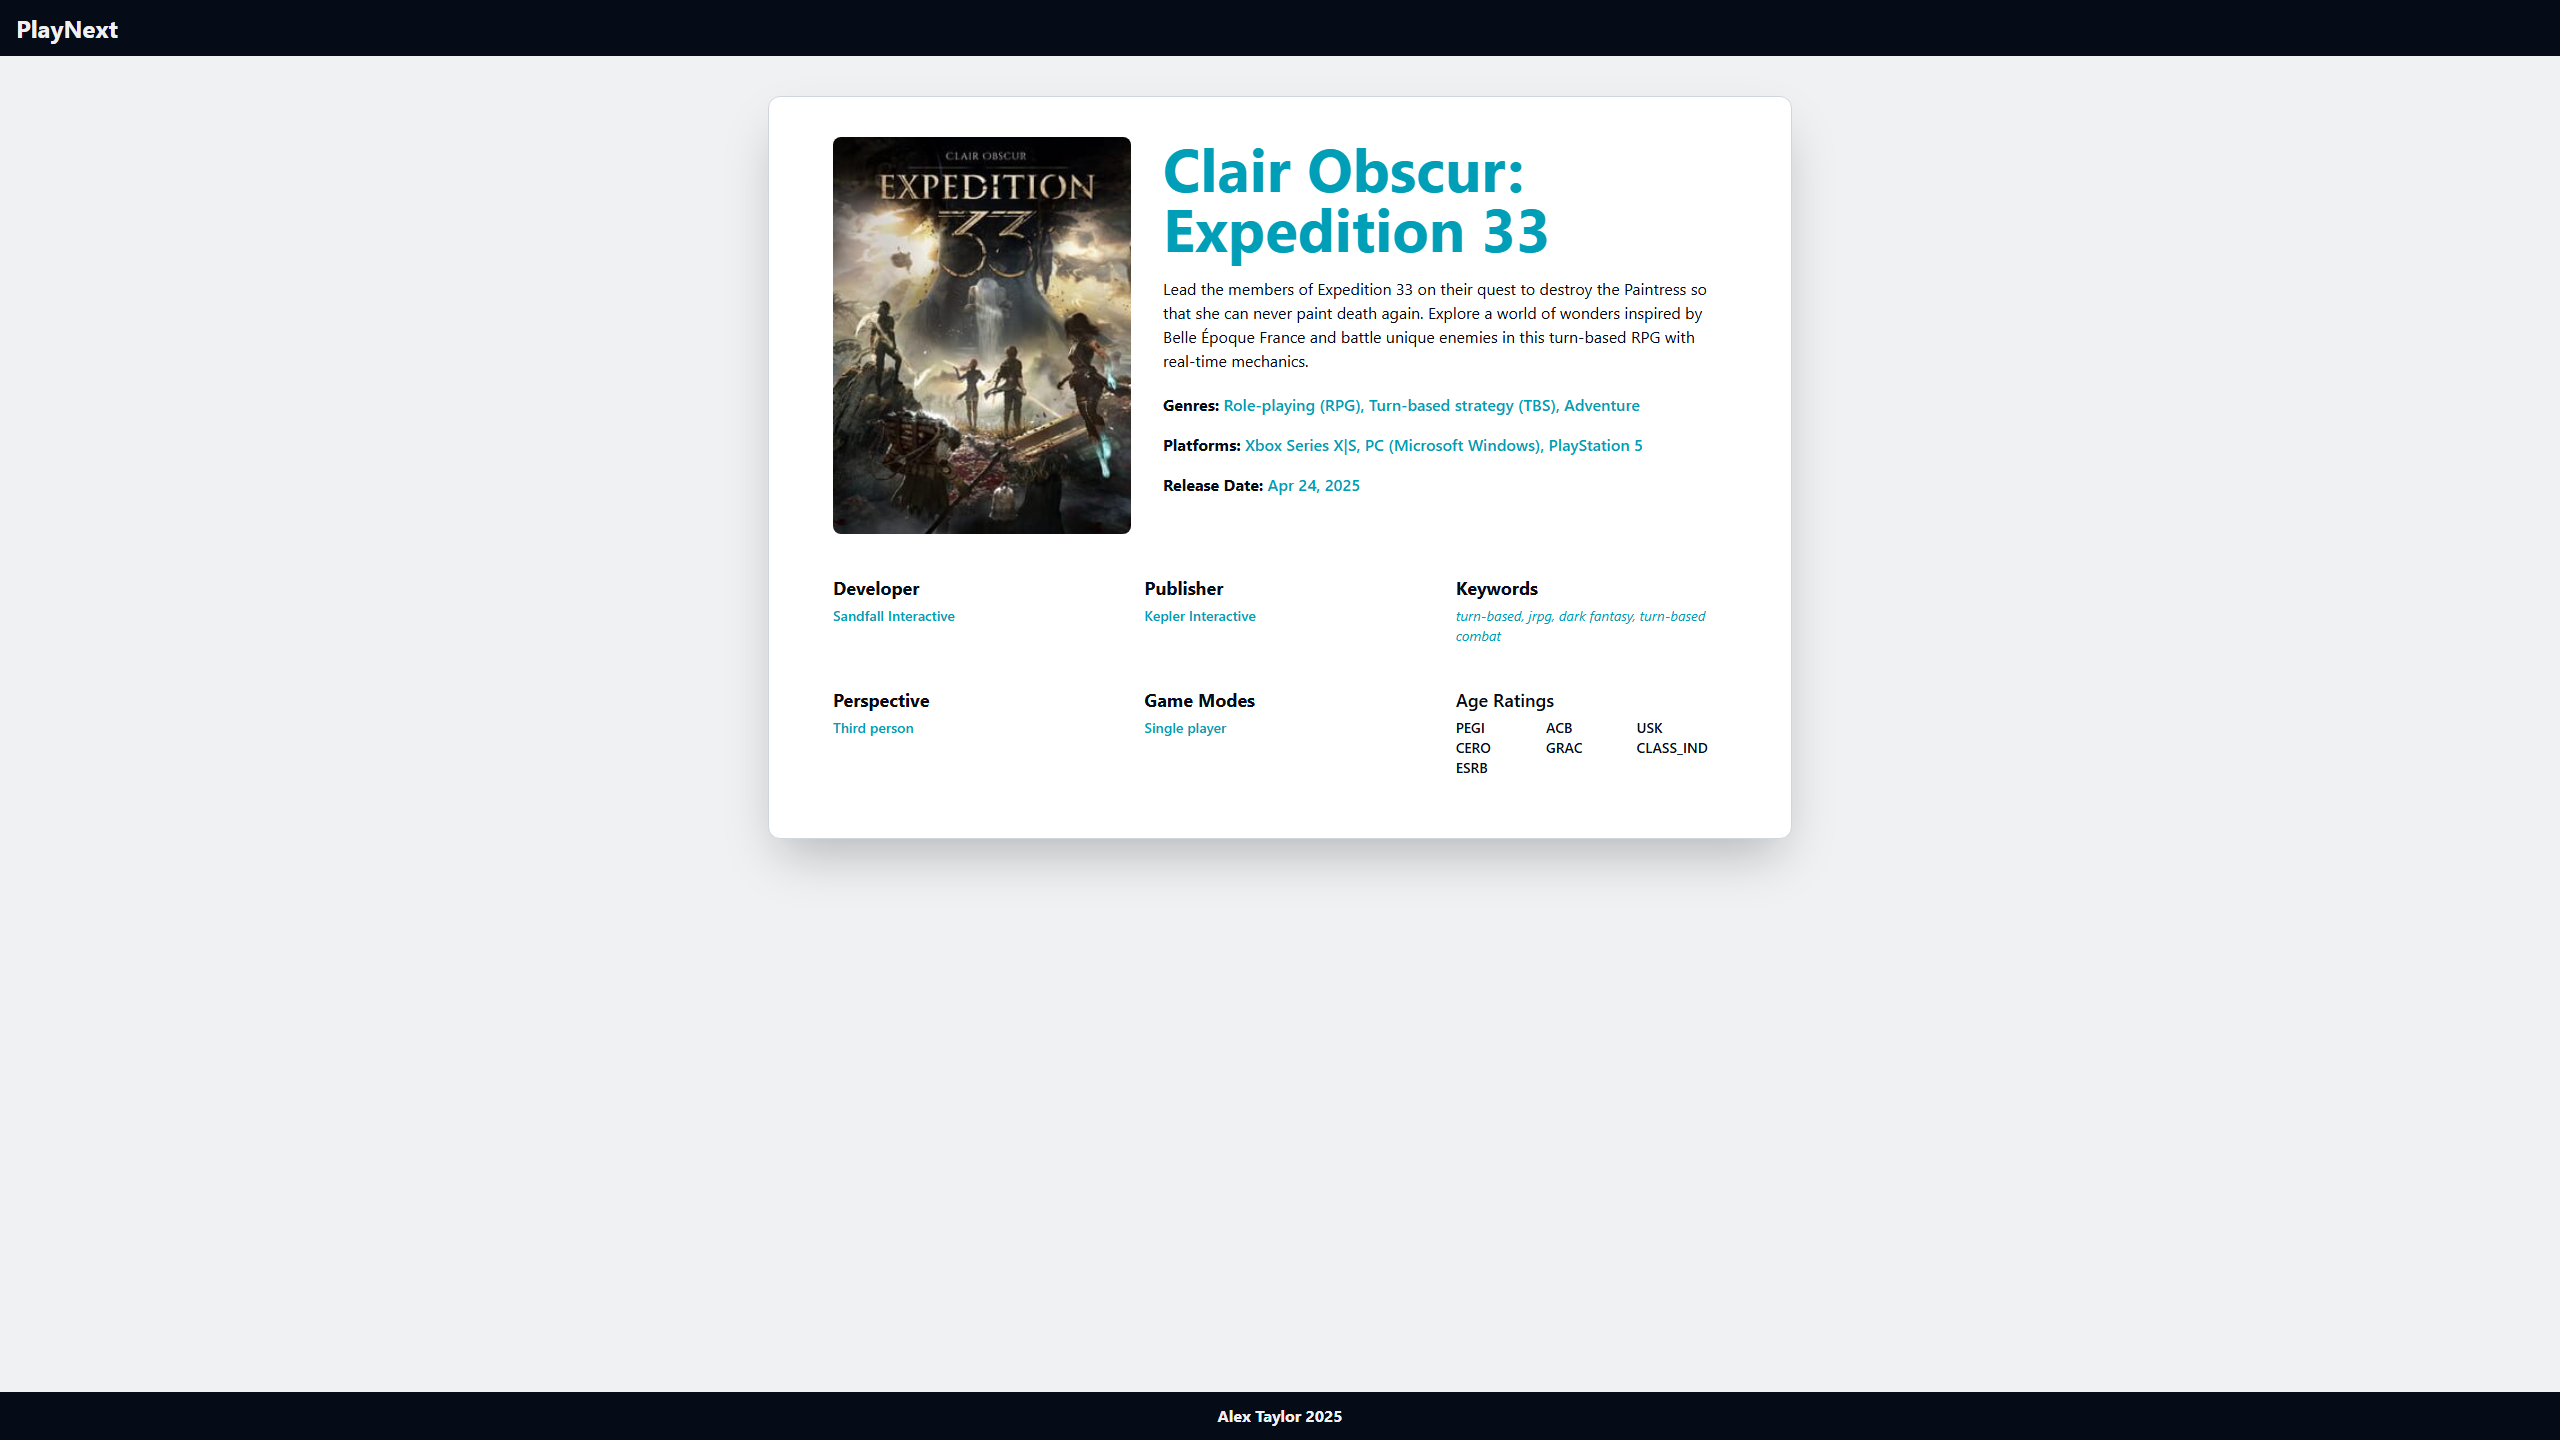 PlayNext
CLAIR OBSCUR
EXPEDITION
33
Clair Obscur:
Expedition 33
Lead the members of Expedition 33 on their quest to destroy the Paintress so
that she can never paint death again. Explore a world of wonders inspired by
Belle Époque France and battle unique enemies in this turn-based RPG with
real-time mechanics.
Genres: Role-playing (RPG), Turn-based strategy (TBS), Adventure
Platforms: Xbox Series X|S, PC (Microsoft Windows), PlayStation 5
Release Date: Apr 24, 2025
Developer
Sandfall Interactive
Publisher
Kepler Interactive
Keywords
turn-based, jrpg, dark fantasy, turn-based
combat
Perspective
Third person
Game Modes
Single player
Age Ratings
PEGI ACB USK
CERO GRAC CLASS_IND
ESRB
Alex Taylor 2025